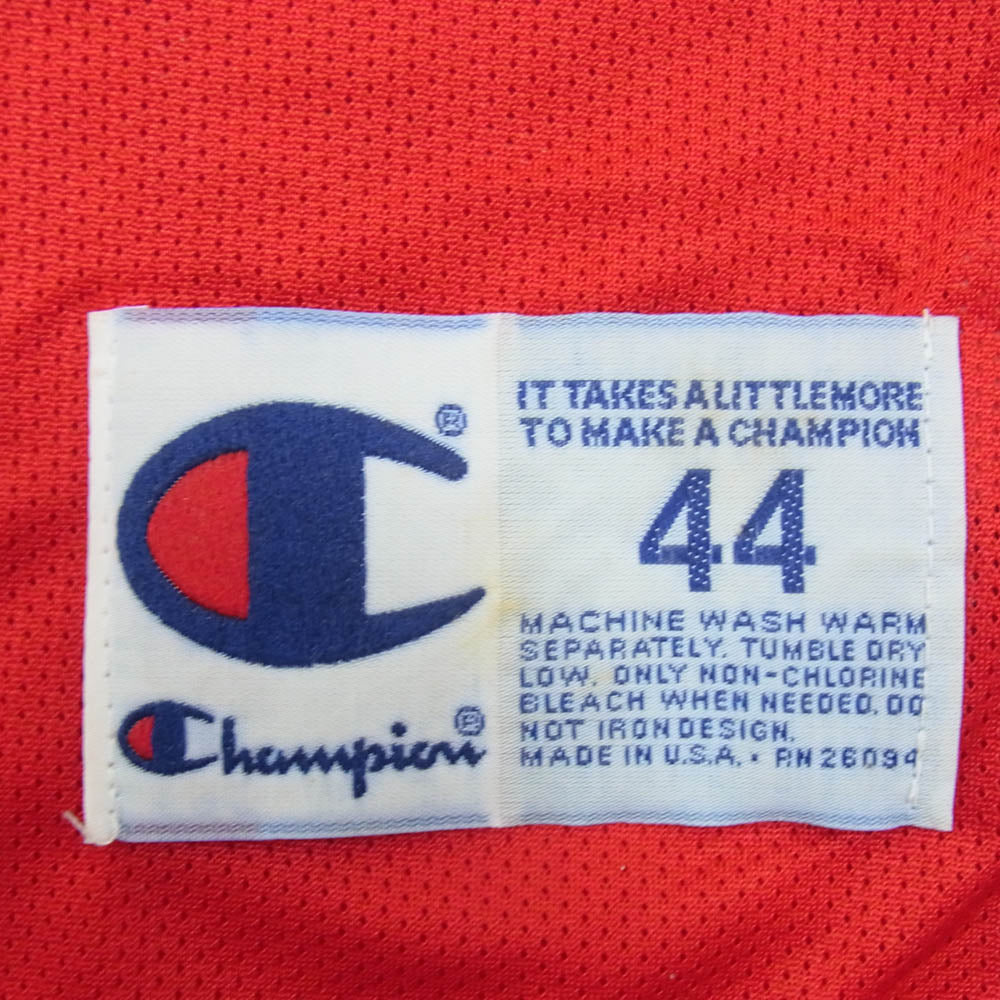 Champion®
IT TAKES A LITTLE MORE
TO MAKE A CHAMPION
44
MACHINE WASH WARM
SEPARATELY. TUMBLE DRY
LOW. ONLY NON-CHLORINE
BLEACH WHEN NEEDED. DO
NOT IRON DESIGN.
MADE IN U.S.A. • RN 26094